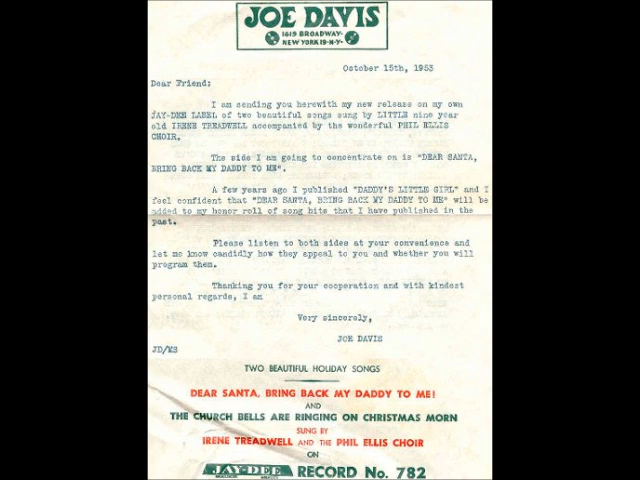 JOE DAVIS
1619 BROADWAY-
NEW YORK 19-N-Y-
October 15th, 1953
Dear Friend:
I am sending you herewith my new release on my own
JAY-DEE LABEL of two beautiful songs sung by LITTLE nine year
old IRENE TREADWELL accompanied by the wonderful PHIL ELLIS
CHOIR.
The side I am going to concentrate on is "DEAR SANTA,
BRING BACK MY DADDY TO ME".
A few years ago I published "DADDY'S LITTLE GIRL" and I
feel confident that "DEAR SANTA, BRING BACK MY DADDY TO ME" will be
added to my honor roll of song hits that I have published in the
past.
Please listen to both sides at your convenience and
let me know candidly how they appeal to you and whether you will
program them.
Thanking you for your cooperation and with kindest
personal regards, I am
Very sincerely,
JOE DAVIS
JD/MS
TWO BEAUTIFUL HOLIDAY SONGS
DEAR SANTA, BRING BACK MY DADDY TO ME!
AND
THE CHURCH BELLS ARE RINGING ON CHRISTMAS MORN
SUNG BY
IRENE TREADWELL AND THE PHIL ELLIS CHOIR
ON
JAY-DEE RECORD No. 782